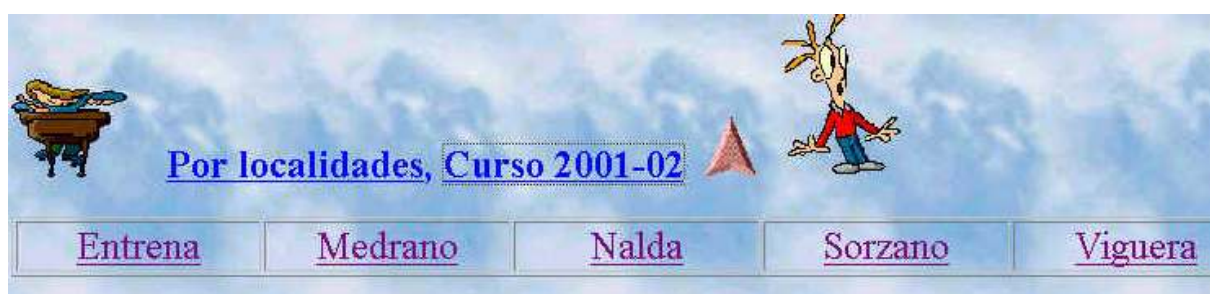 Por localidades, Curso 2001-02
Entrena Medrano Nalda Sorzano Viguera